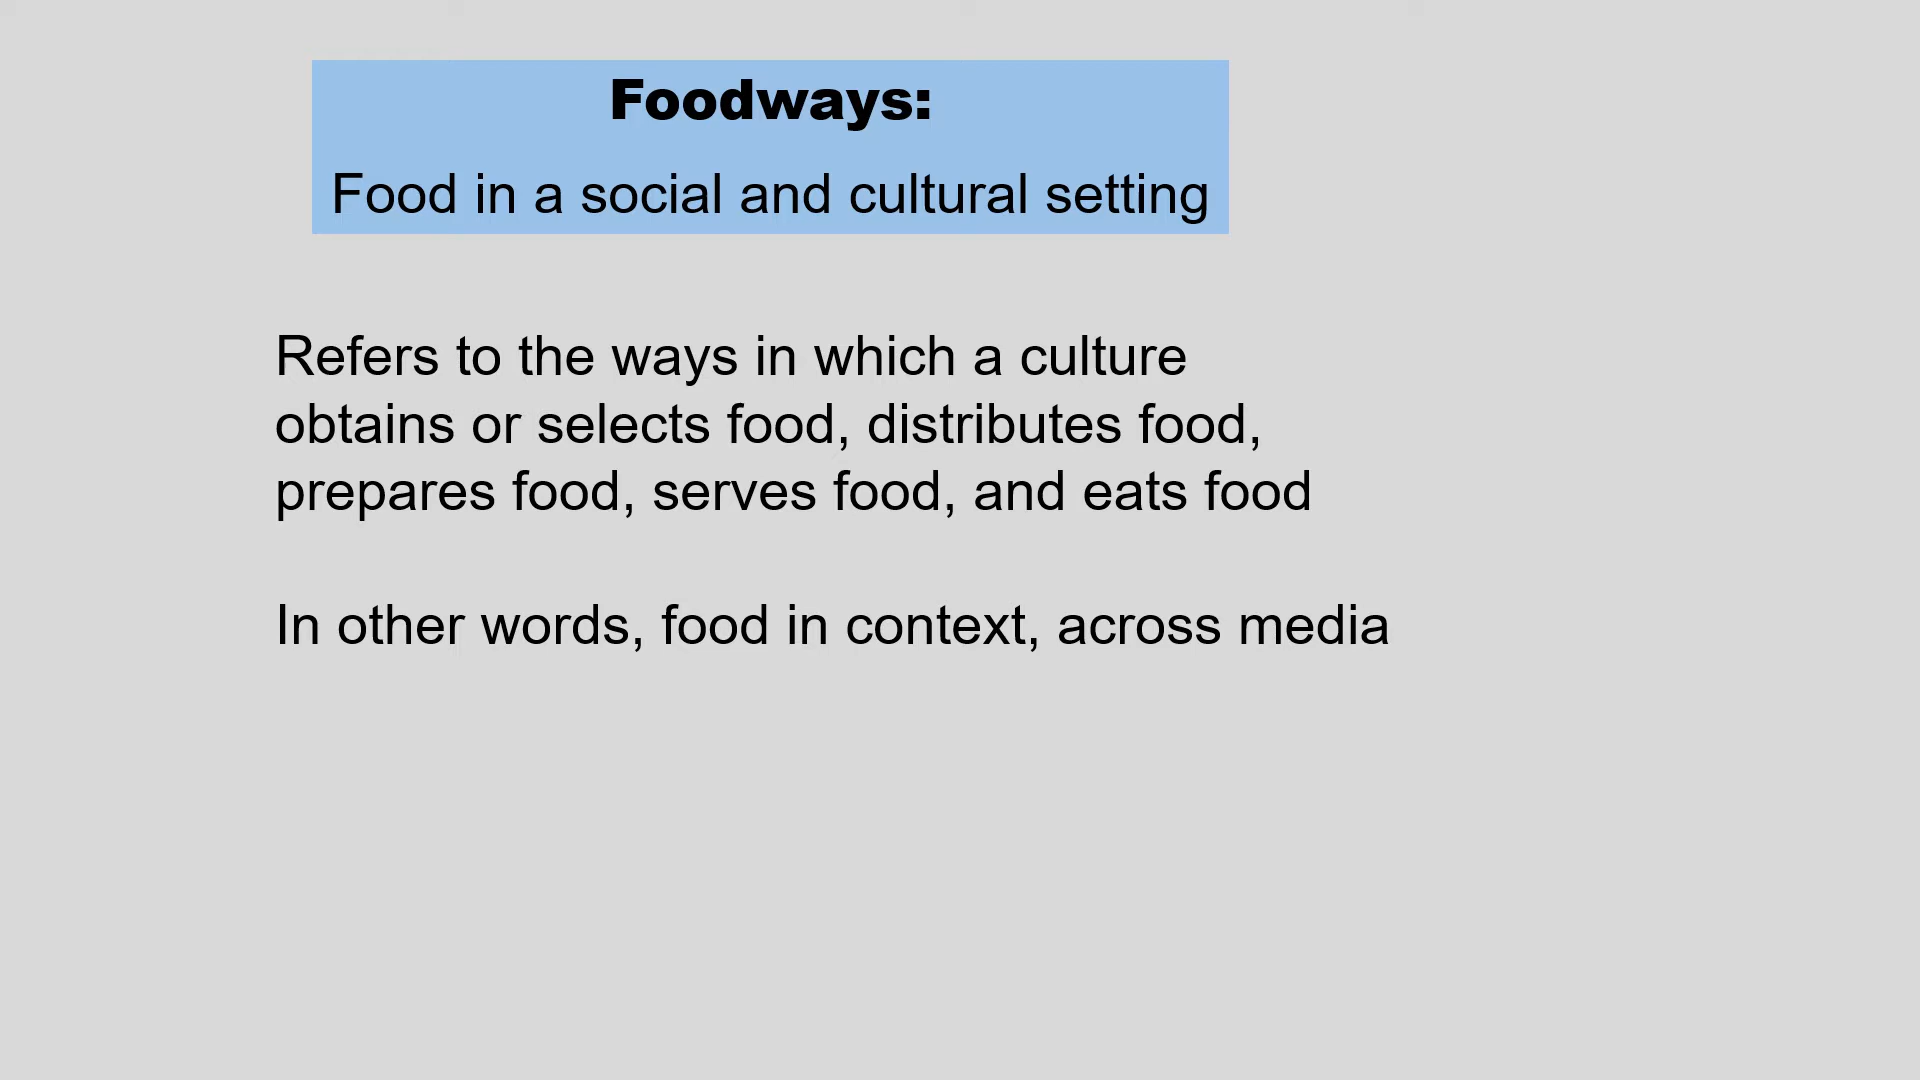 Foodways:
Food in a social and cultural setting
Refers to the ways in which a culture
obtains or selects food, distributes food,
prepares food, serves food, and eats food
In other words, food in context, across media